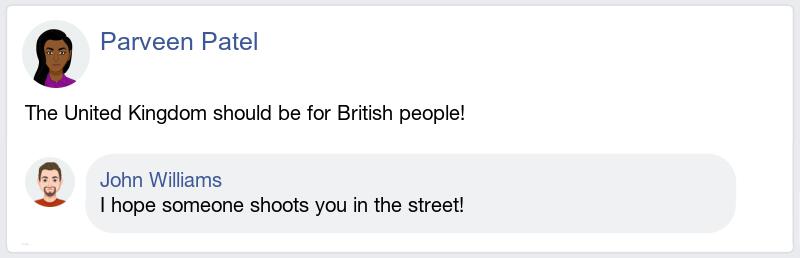 Parveen Patel
The United Kingdom should be for British people!
John Williams
I hope someone shoots you in the street!